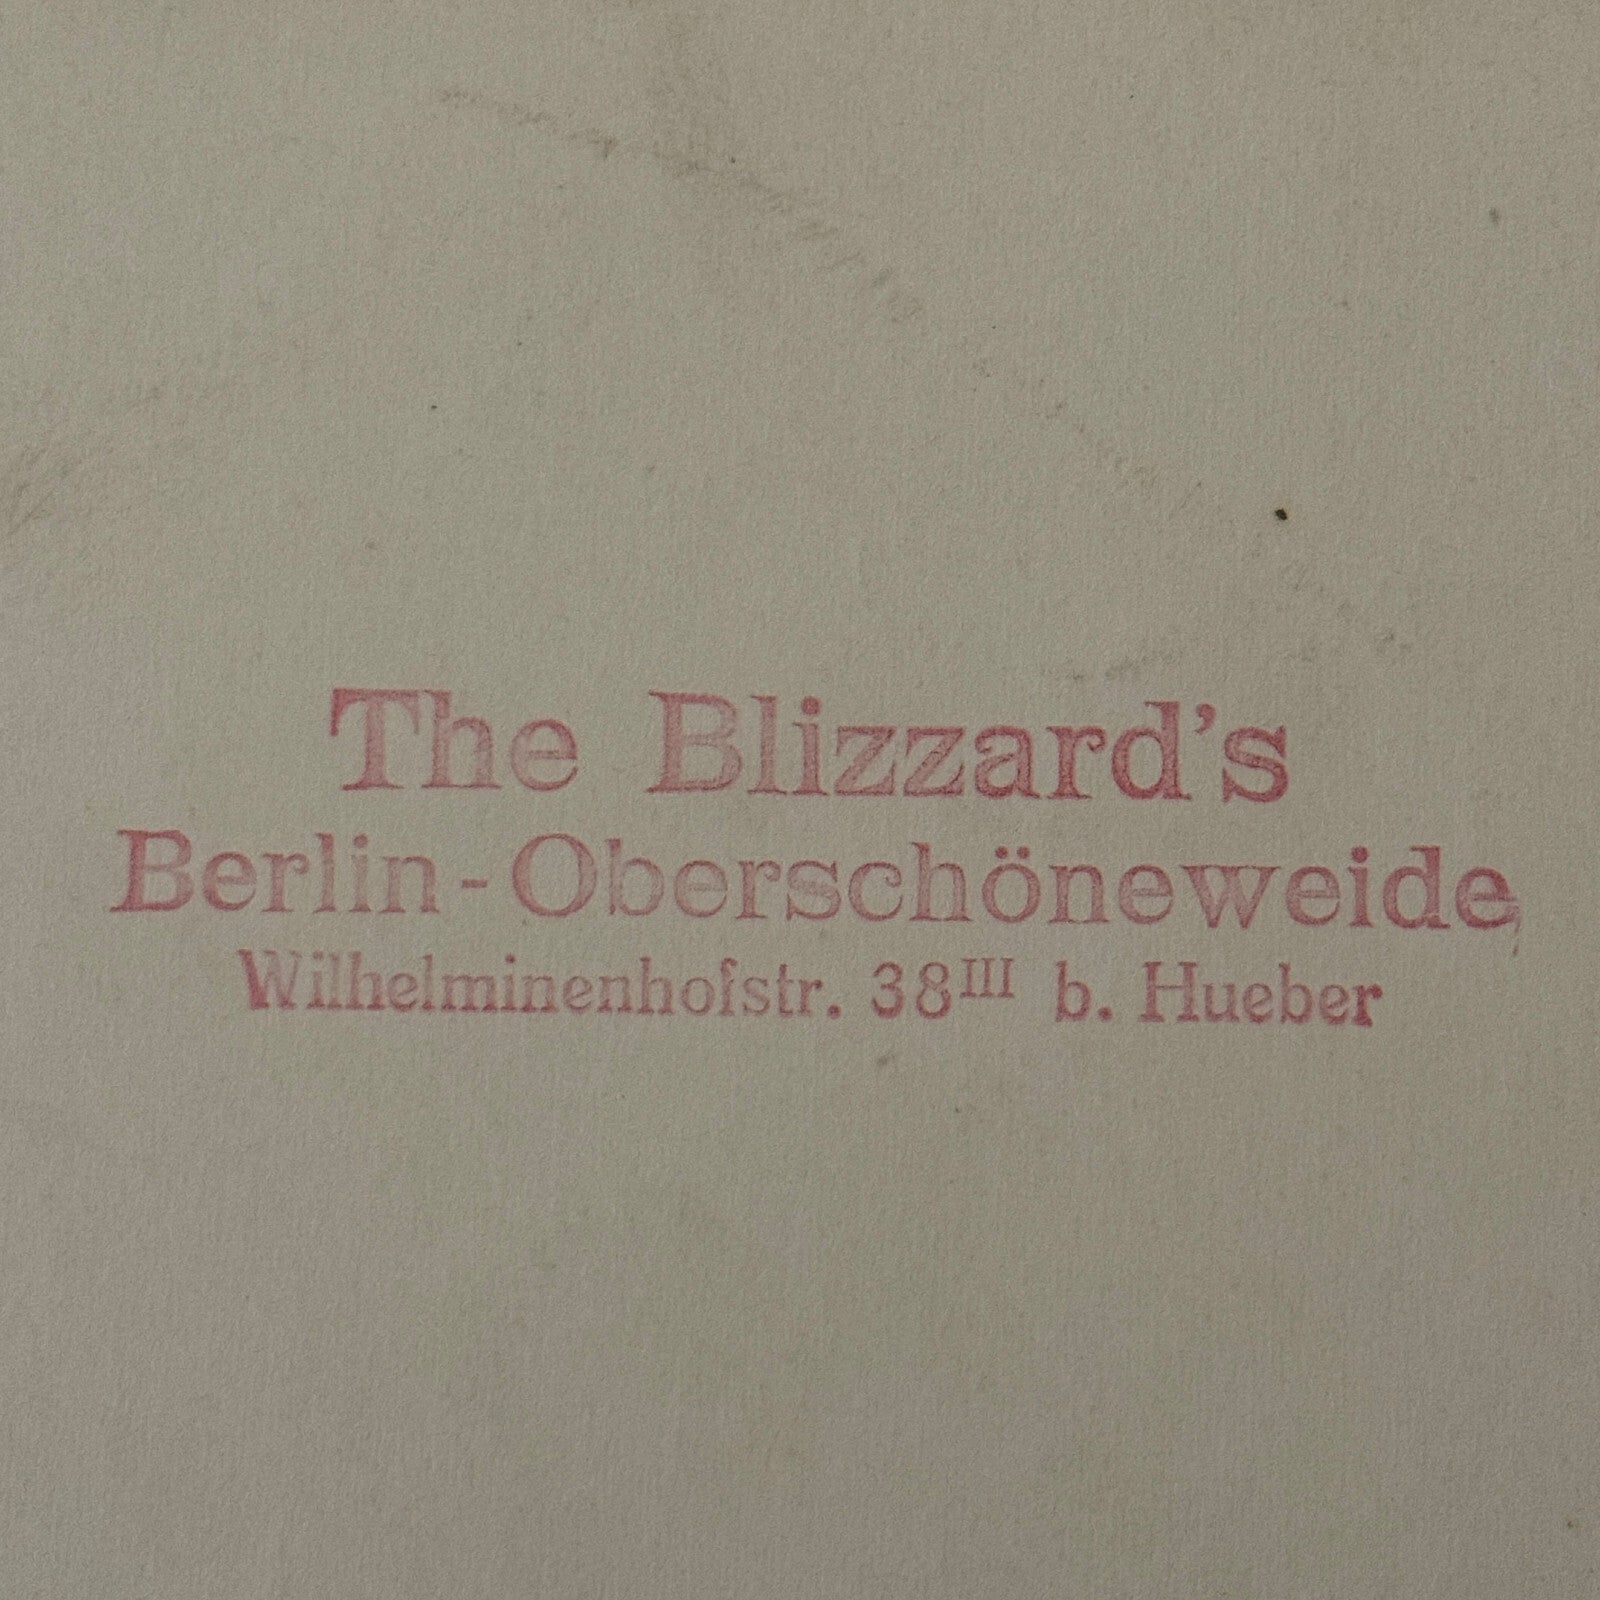 The Blizzard's
Berlin-Oberschöneweide
Wilhelminenhofstr. 38III b. Hueber